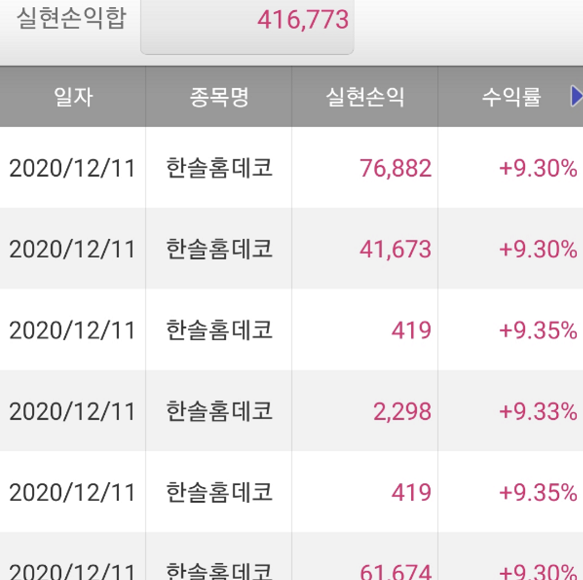 실현손익합 416,773
일자 종목명 실현손익 수익률
2020/12/11 한솔홈데코 76,882 +9.30%
2020/12/11 한솔홈데코 41,673 +9.30%
2020/12/11 한솔홈데코 419 +9.35%
2020/12/11 한솔홈데코 2,298 +9.33%
2020/12/11 한솔홈데코 419 +9.35%
2020/12/11 한솔홈데코 61,674 +9.30%